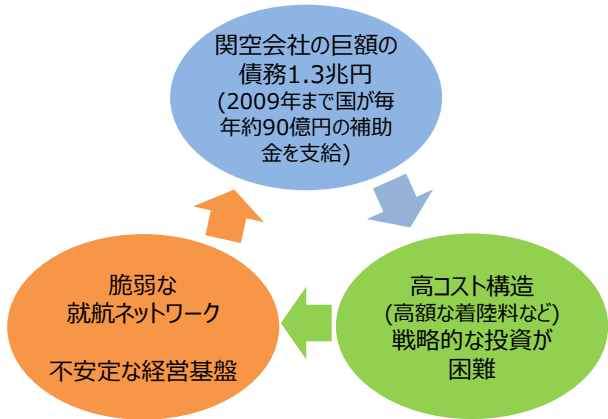 関空会社の巨額の
債務1.3兆円
(2009年まで国が毎
年約90億円の補助
金を支給)
高コスト構造
(高額な着陸料など)
戦略的な投資が
困難
脆弱な
就航ネットワーク
不安定な経営基盤